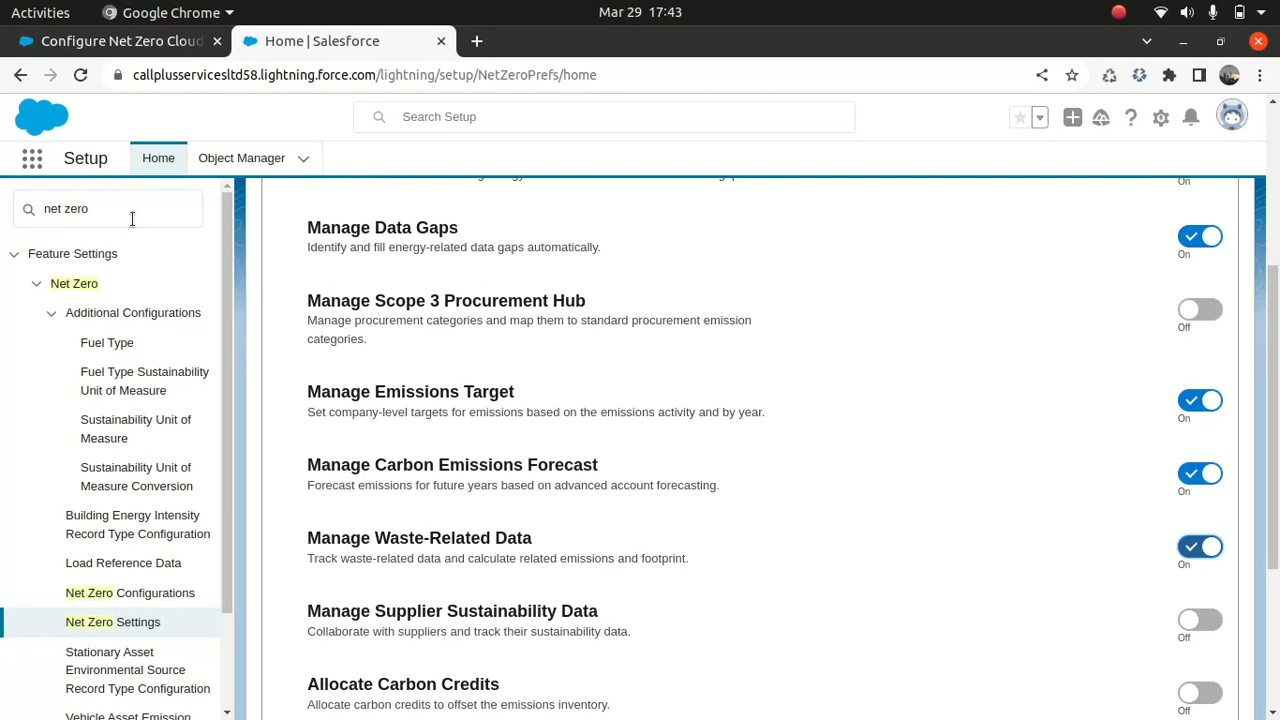 Activities
Google Chrome
Mar 29 17:43
Configure Net Zero Cloud
Home | Salesforce
callplusservicesltd58.lightning.force.com/lightning/setup/NetZeroPrefs/home
Search Setup
Setup
Home
Object Manager
net zero
Feature Settings
Net Zero
Additional Configurations
Fuel Type
Fuel Type Sustainability
Unit of Measure
Sustainability Unit of
Measure
Sustainability Unit of
Measure Conversion
Building Energy Intensity
Record Type Configuration
Load Reference Data
Net Zero Configurations
Net Zero Settings
Stationary Asset
Environmental Source
Record Type Configuration
Vehicle Asset Emission
On
Manage Data Gaps
Identify and fill energy-related data gaps automatically.
On
Manage Scope 3 Procurement Hub
Manage procurement categories and map them to standard procurement emission
categories.
Off
Manage Emissions Target
Set company-level targets for emissions based on the emissions activity and by year.
On
Manage Carbon Emissions Forecast
Forecast emissions for future years based on advanced account forecasting.
On
Manage Waste-Related Data
Track waste-related data and calculate related emissions and footprint.
On
Manage Supplier Sustainability Data
Collaborate with suppliers and track their sustainability data.
Off
Allocate Carbon Credits
Allocate carbon credits to offset the emissions inventory.
Off